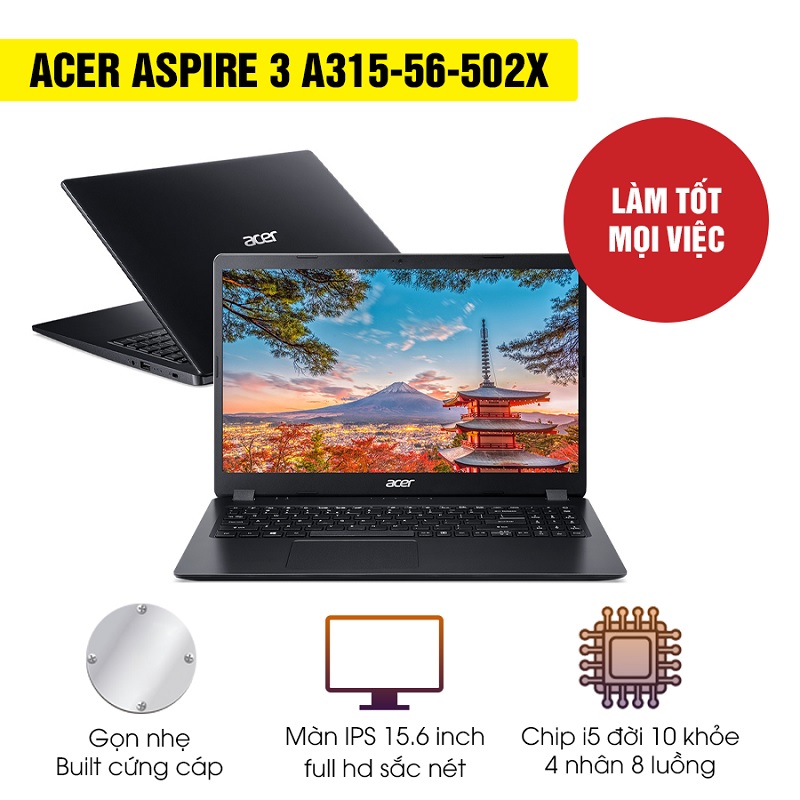 ACER ASPIRE 3 A315-56-502X
LÀM TỐT
MỌI VIỆC
acer
acer
Gọn nhẹ
Built cứng cáp
Màn IPS 15.6 inch
full hd sắc nét
Chip i5 đời 10 khỏe
4 nhân 8 luồng